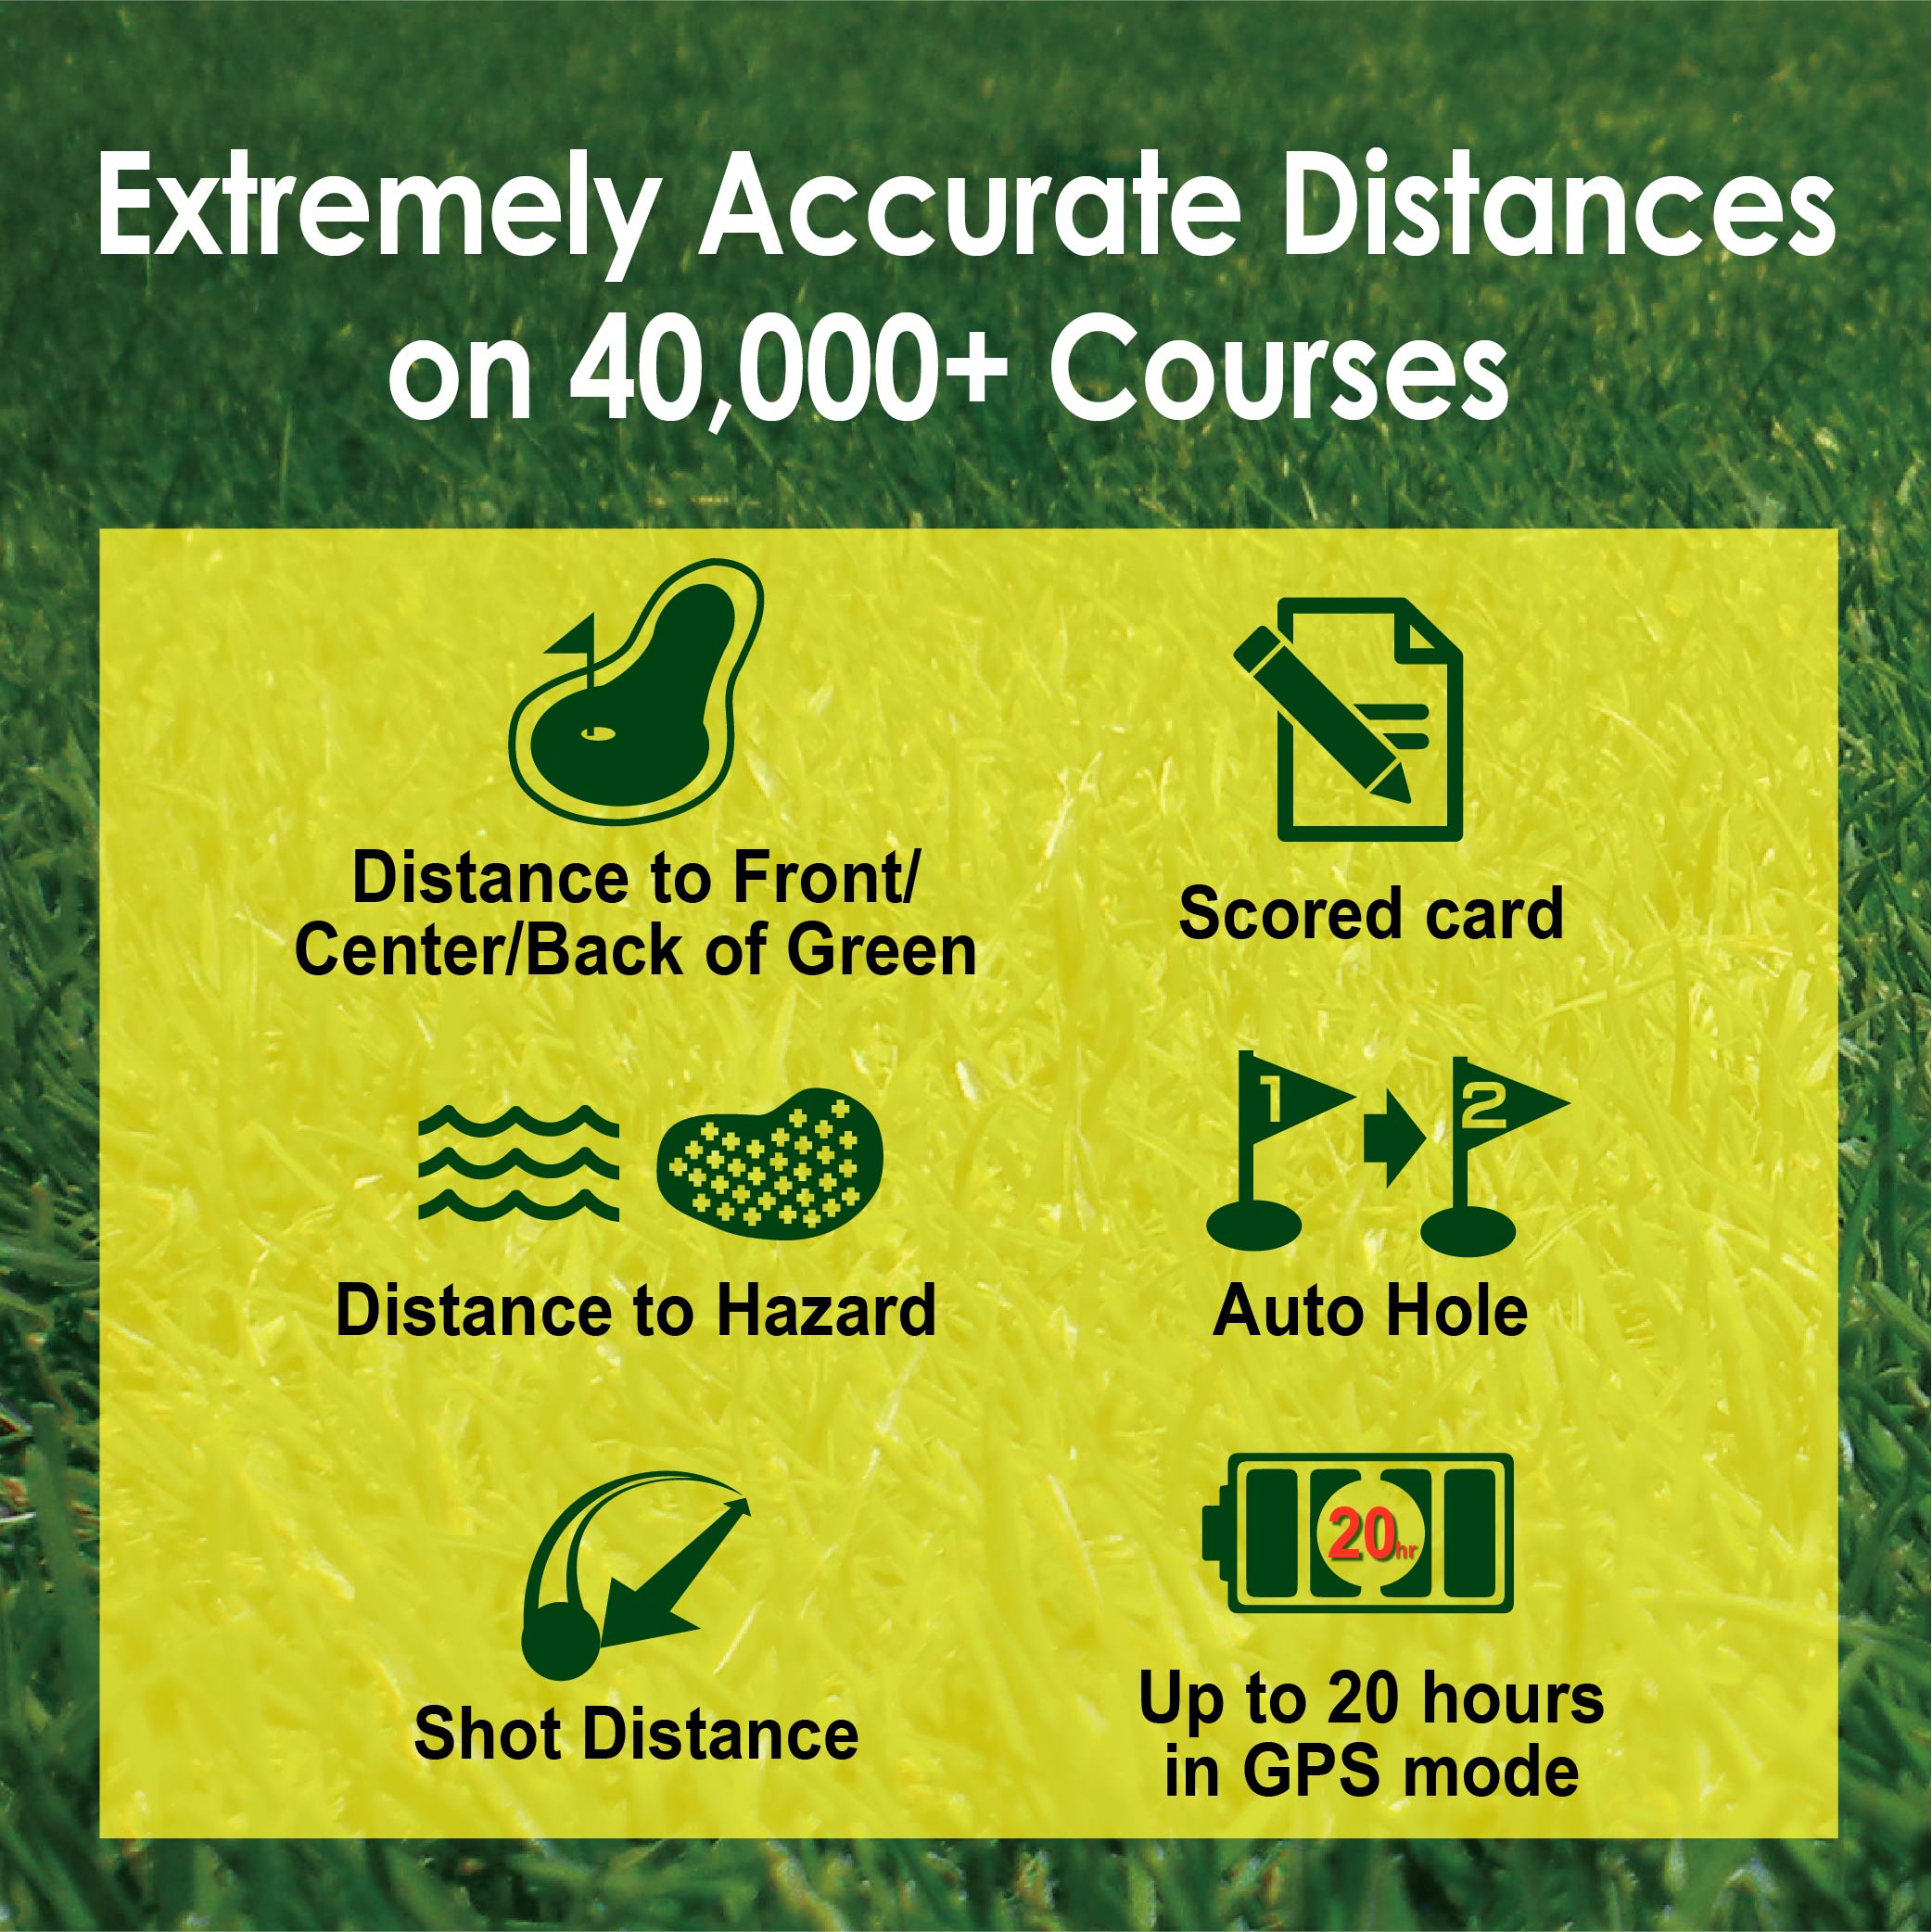 Extremely Accurate Distances
on 40,000+ Courses
Distance to Front/
Center/Back of Green
Scored card
Distance to Hazard
1
2
Auto Hole
Shot Distance
20hr
Up to 20 hours
in GPS mode